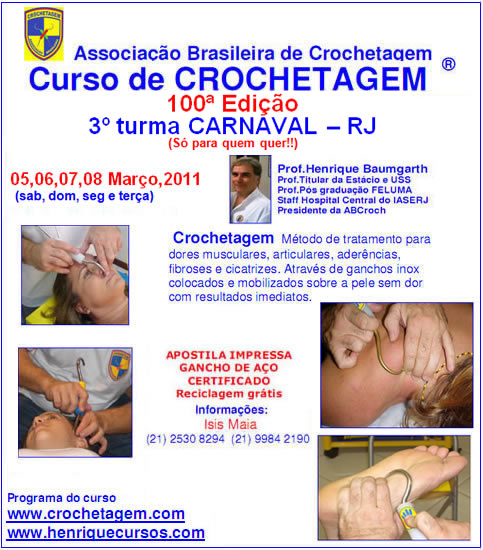 CROCHETAGEM
Associação Brasileira de Crochetagem
Curso de CROCHETAGEM ®
100ª Edição
3º turma CARNAVAL – RJ
(Só para quem quer!!)
05,06,07,08 Março,2011
(sab, dom, seg e terça)
Prof.Henrique Baumgarth
Prof.Titular da Estácio e USS
Prof.Pós graduação FELUMA
Staff Hospital Central do IASERJ
Presidente da ABCroch
Crochetagem Método de tratamento para
dores musculares, articulares, aderências,
fibroses e cicatrizes. Através de ganchos inox
colocados e mobilizados sobre a pele sem dor
com resultados imediatos.
APOSTILA IMPRESSA
GANCHO DE AÇO
CERTIFICADO
Reciclagem grátis
Informações:
Isis Maia
(21) 2530 8294 (21) 9984 2190
Programa do curso
www.crochetagem.com
www.henriquecursos.com